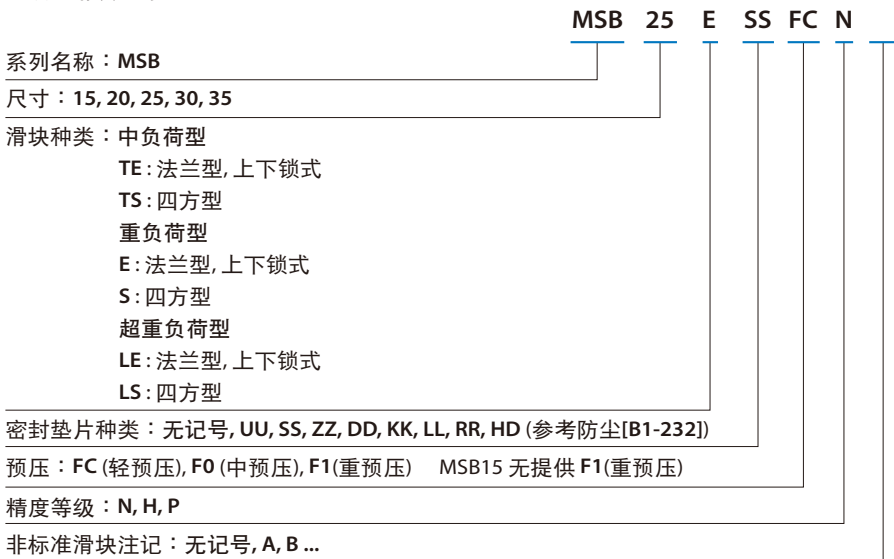 MSB 25 E SS FC N
系列名称：MSB
尺寸：15, 20, 25, 30, 35
滑块种类：中负荷型
TE : 法兰型, 上下锁式
TS : 四方型
重负荷型
E : 法兰型, 上下锁式
S : 四方型
超重负荷型
LE : 法兰型, 上下锁式
LS : 四方型
密封垫片种类：无记号, UU, SS, ZZ, DD, KK, LL, RR, HD (参考防尘[B1-232])
预压：FC (轻预压), F0 (中预压), F1(重预压) MSB15 无提供 F1(重预压)
精度等级：N, H, P
非标准滑块注记：无记号, A, B ...